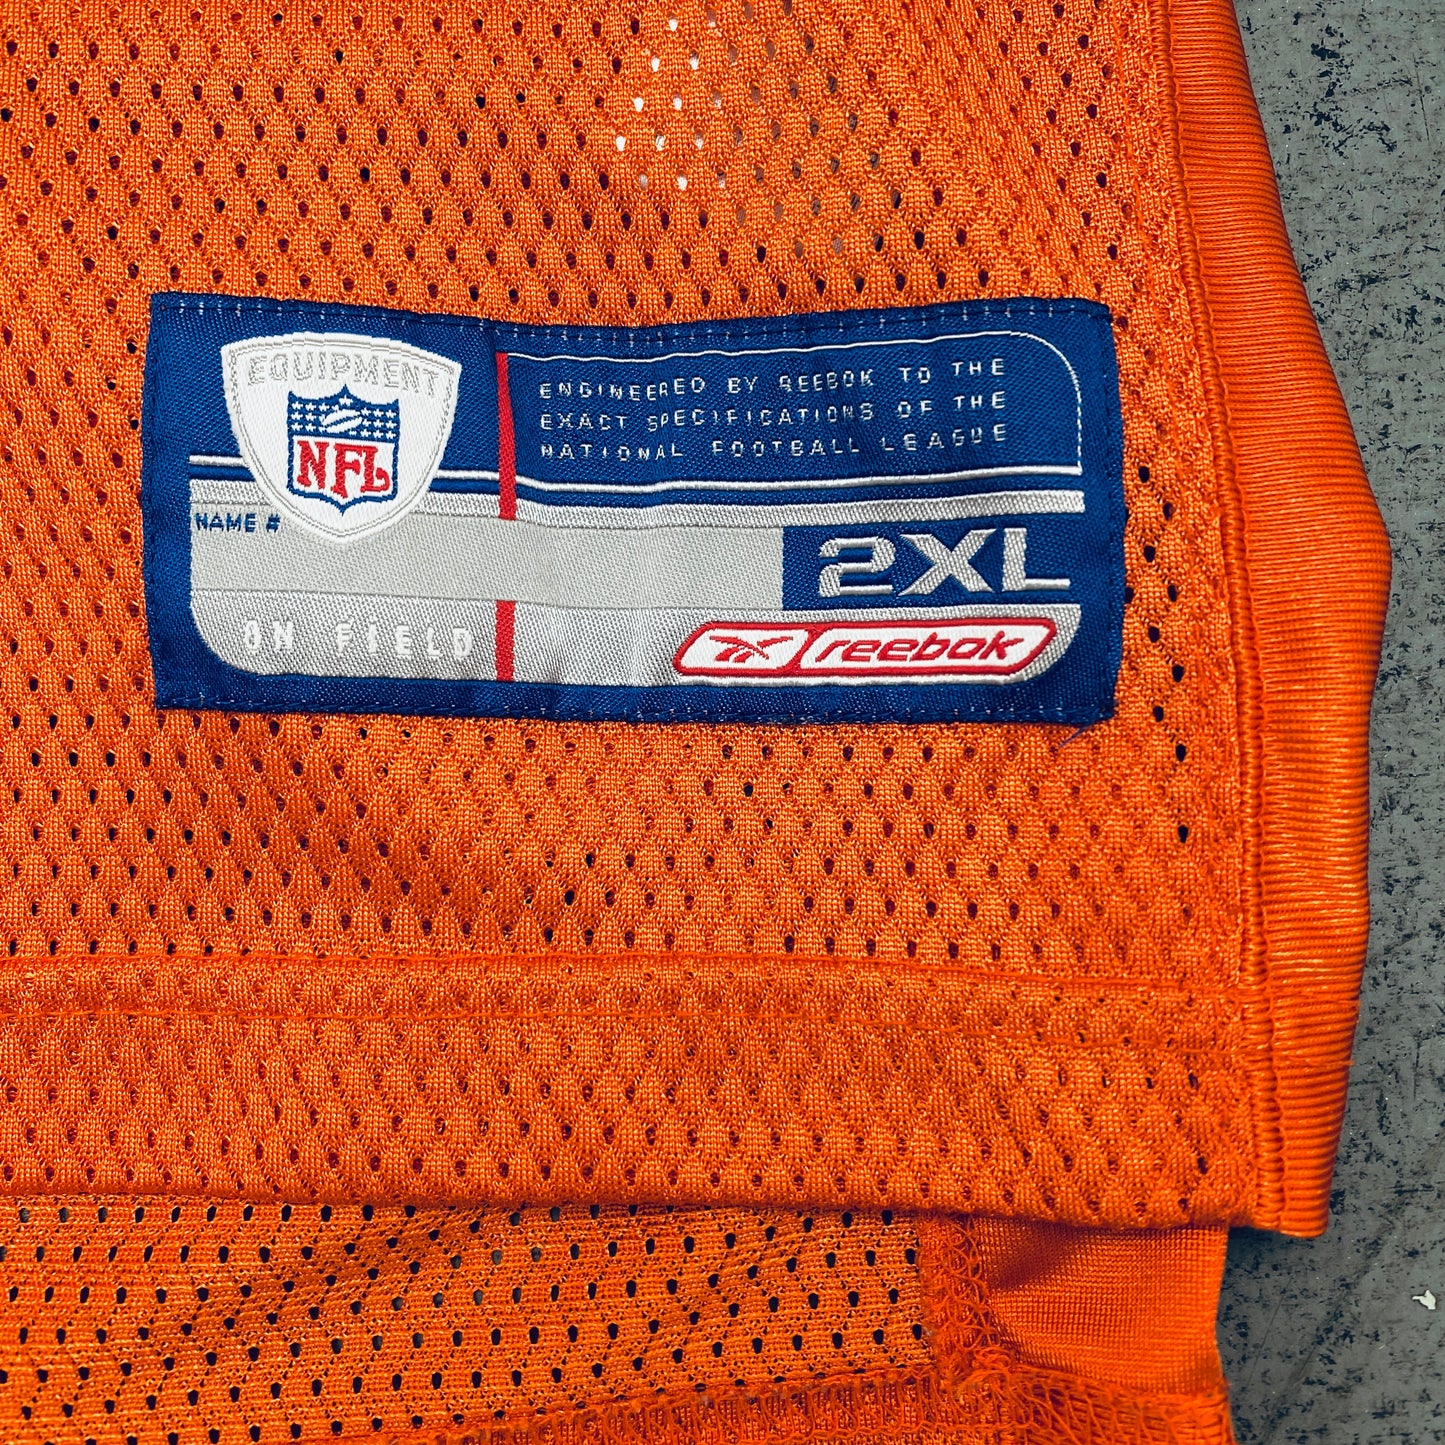 EQUIPMENT
NFL
ENGINEERED BY REEBOK TO THE
EXACT SPECIFICATIONS OF THE
NATIONAL FOOTBALL LEAGUE
NAME #
2XL
ON FIELD
reebok